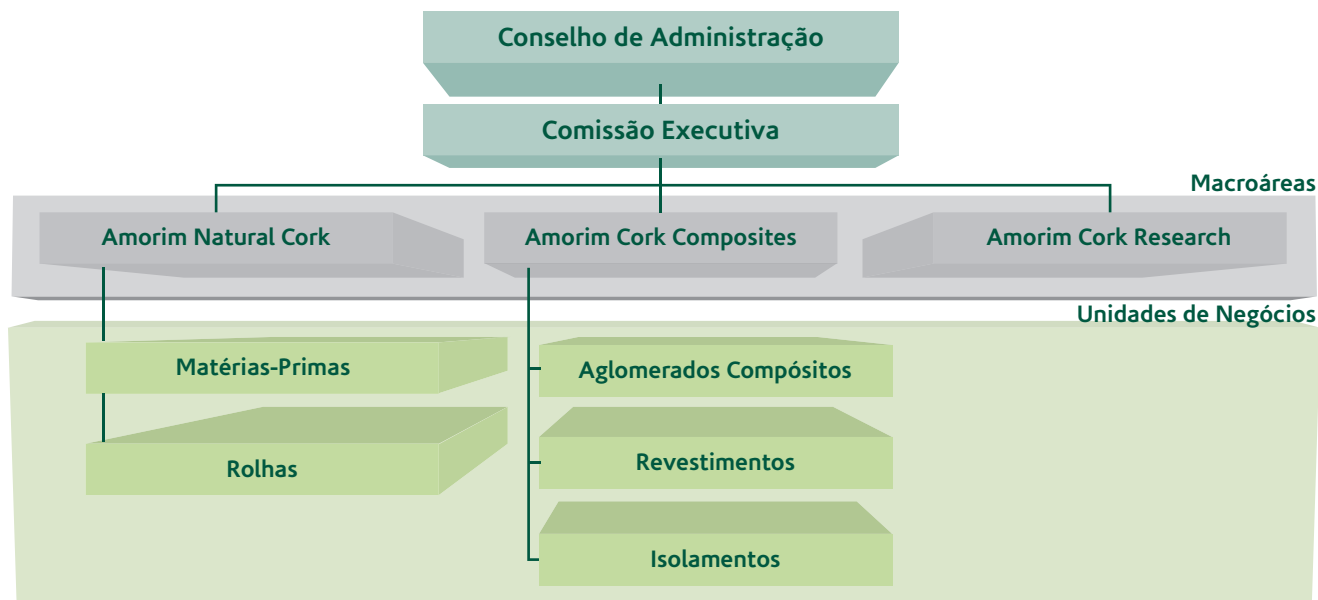 Conselho de Administração
Comissão Executiva
Macroáreas
Amorim Natural Cork
Amorim Cork Composites
Amorim Cork Research
Unidades de Negócios
Matérias-Primas
Aglomerados Compósitos
Rolhas
Revestimentos
Isolamentos